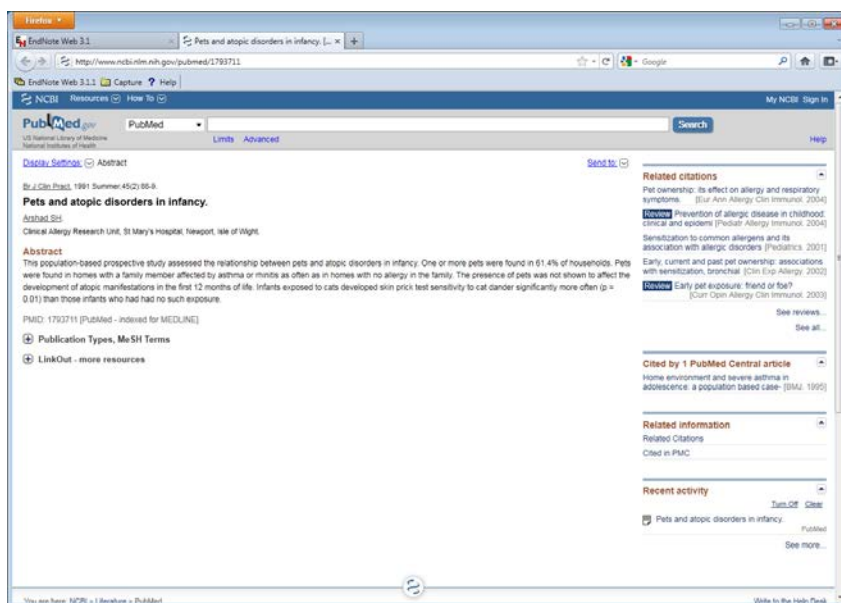 Firefox
EndNote Web 3.1
Pets and atopic disorders in infancy. [...
http://www.ncbi.nlm.nih.gov/pubmed/1793711
Google
EndNote Web 3.1.1 Capture ? Help
NCBI Resources How To
My NCBI Sign In
PubMed.gov
US National Library of Medicine
National Institutes of Health
PubMed
Search
Limits Advanced
Help
Display Settings: Abstract
Send to:
Br J Clin Pract. 1991 Summer;45(2):88-9.
Pets and atopic disorders in infancy.
Arshad SH.
Clinical Allergy Research Unit, St Mary's Hospital, Newport, Isle of Wight.
Abstract
This population-based prospective study assessed the relationship between pets and atopic disorders in infancy. One or more pets were found in 61.4% of households. Pets
were found in homes with a family member affected by asthma or rhinitis as often as in homes with no allergy in the family. The presence of pets was not shown to affect the
development of atopic manifestations in the first 12 months of life. Infants exposed to cats developed skin prick test sensitivity to cat dander significantly more often (p =
0.01) than those infants who had had no such exposure.
PMID: 1793711 [PubMed - indexed for MEDLINE]
Publication Types, MeSH Terms
LinkOut - more resources
Related citations
Pet ownership: its effect on allergy and respiratory
symptoms. [Eur Ann Allergy Clin Immunol. 2004]
Review Prevention of allergic disease in childhood:
clinical and epidemi [Pediatr Allergy Immunol. 2004]
Sensitization to common allergens and its
association with allergic disorders [Pediatrics. 2001]
Early, current and past pet ownership: associations
with sensitization, bronchial [Clin Exp Allergy. 2002]
Review Early pet exposure: friend or foe?
[Curr Opin Allergy Clin Immunol. 2003]
See reviews...
See all...
Cited by 1 PubMed Central article
Home environment and severe asthma in
adolescence: a population based case- [BMJ. 1995]
Related information
Related Citations
Cited in PMC
Recent activity
Turn Off Clear
Pets and atopic disorders in infancy.
PubMed
See more...
You are here: NCBI > Literature > PubMed
Write to the Help Desk